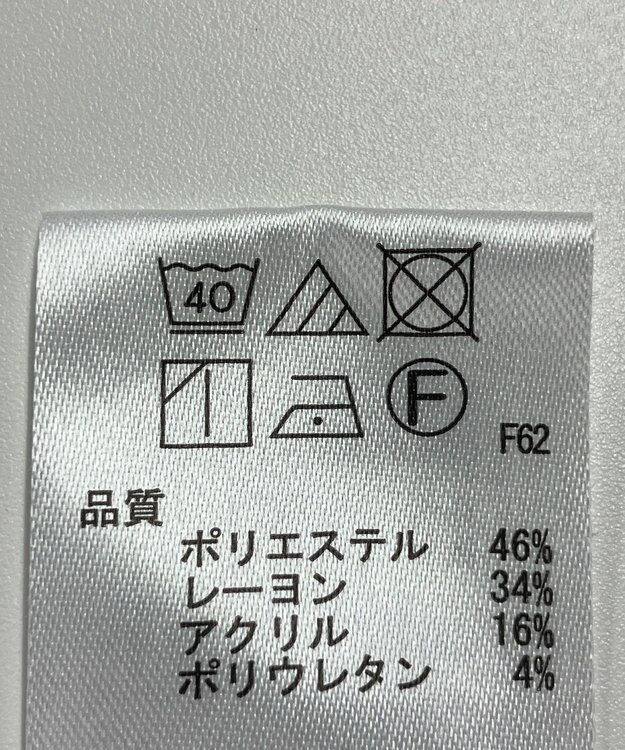 40
F
F62
品質
ポリエステル 46%
レーヨン 34%
アクリル 16%
ポリウレタン 4%